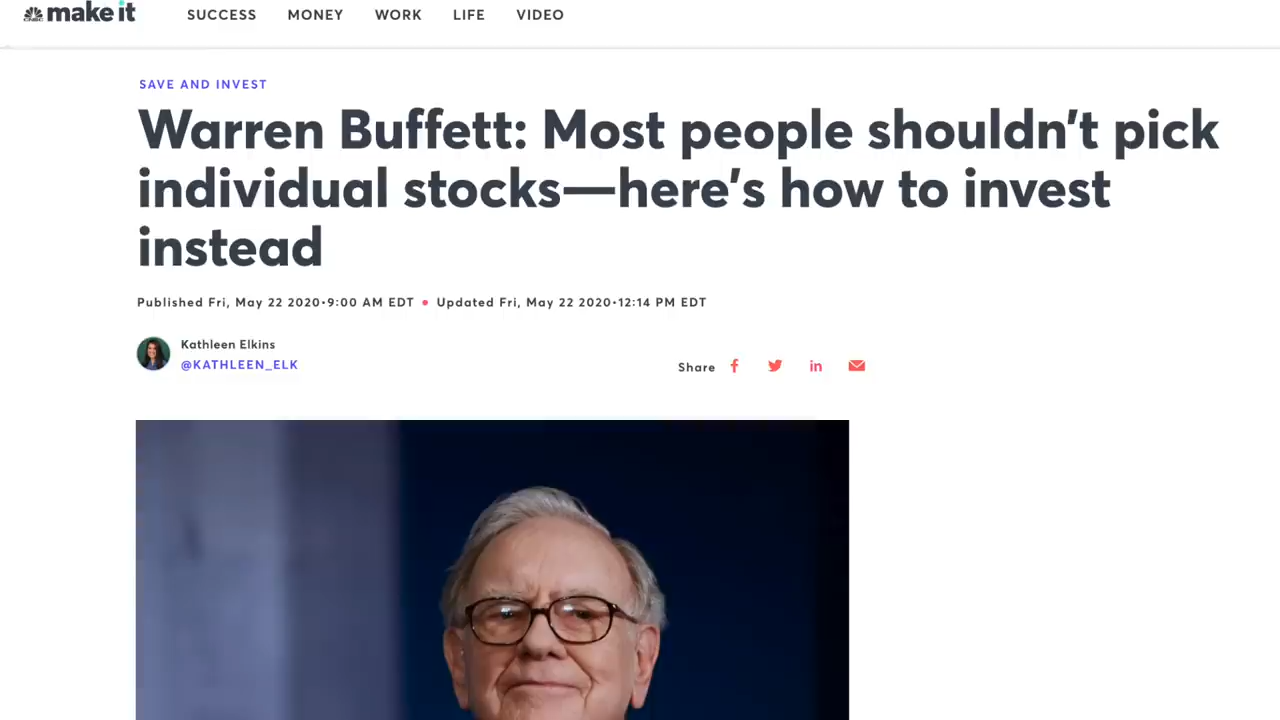 CNBC make it
SUCCESS MONEY WORK LIFE VIDEO
SAVE AND INVEST
Warren Buffett: Most people shouldn’t pick
individual stocks—here’s how to invest
instead
Published Fri, May 22 2020•9:00 AM EDT • Updated Fri, May 22 2020•12:14 PM EDT
Kathleen Elkins
@KATHLEEN_ELK
Share f in